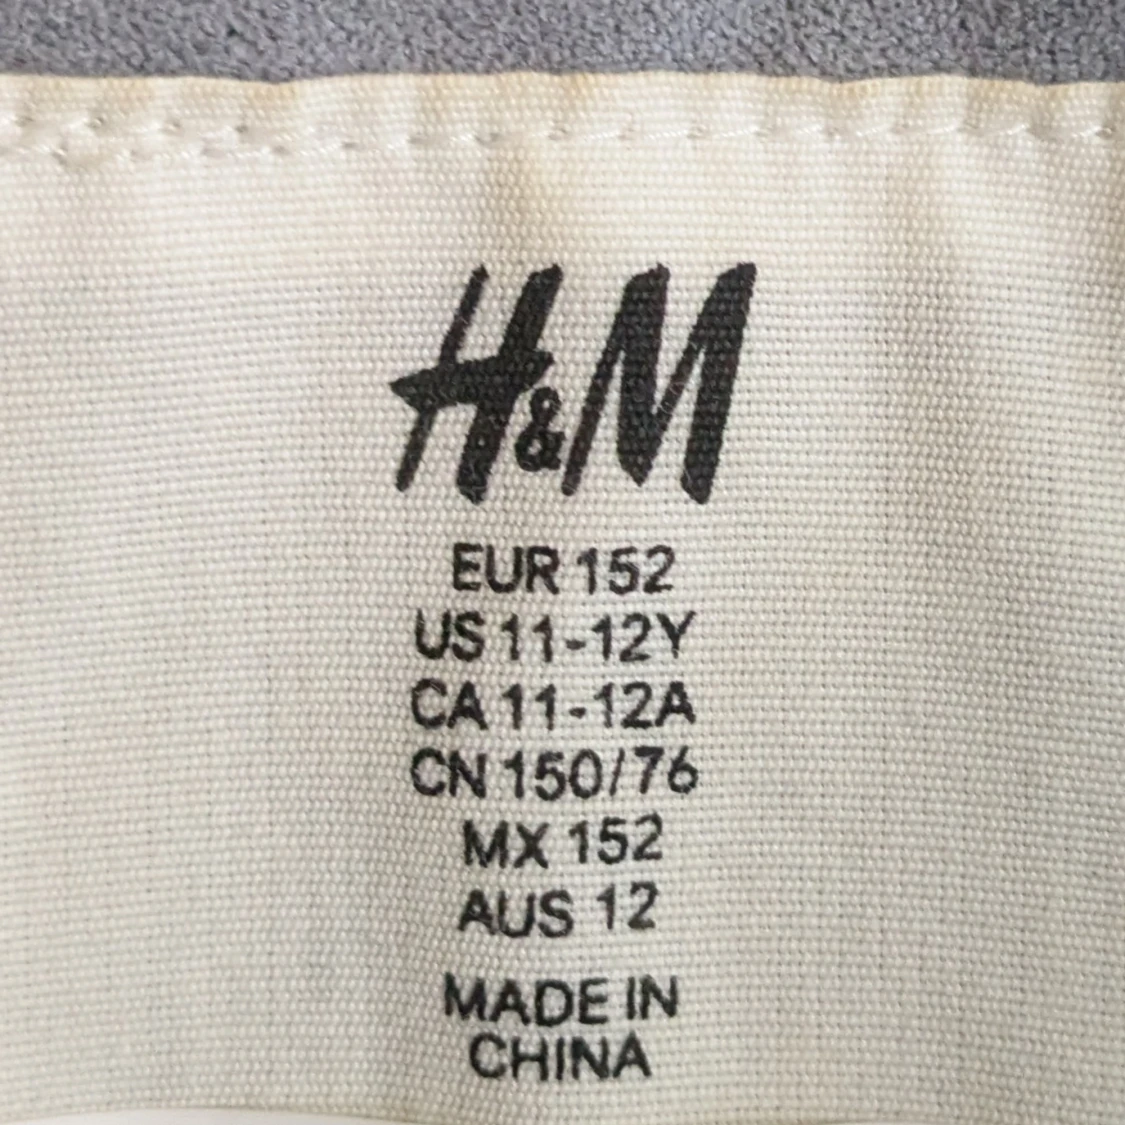 H&M
EUR 152
US 11-12Y
CA 11-12A
CN 150/76
MX 152
AUS 12
MADE IN
CHINA